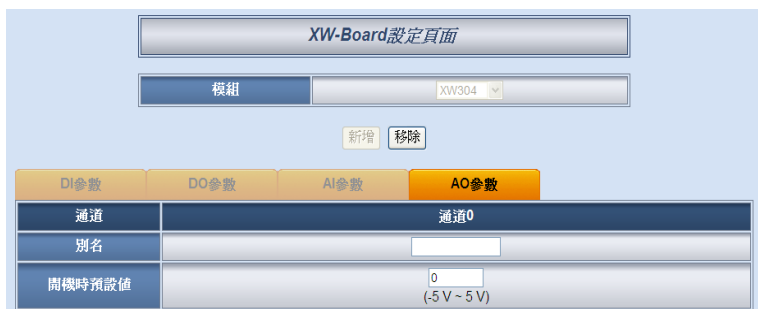 XW-Board設定頁面
模組 XW304
新增 移除
DI參數 DO參數 AI參數 AO參數
通道 通道0
別名
開機時預設值 0
(-5 V ~ 5 V)